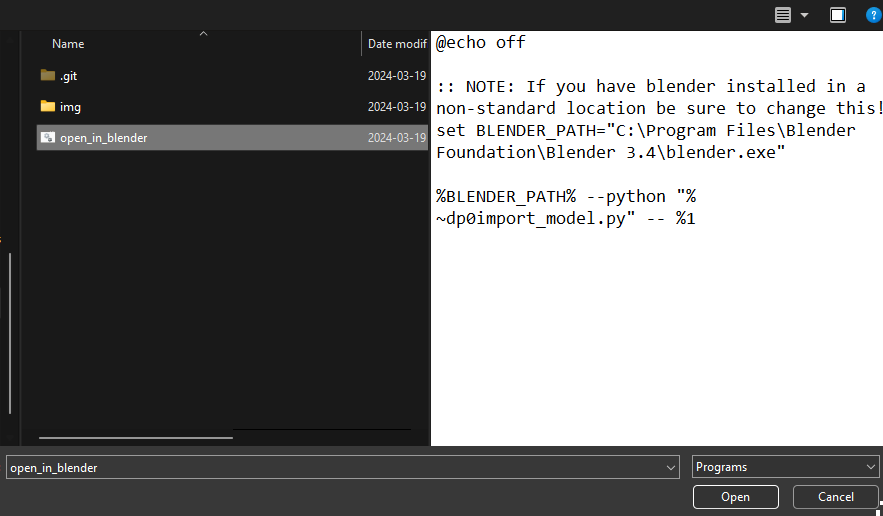 Name
Date modif
.git
2024-03-19
img
2024-03-19
open_in_blender
2024-03-19
@echo off
:: NOTE: If you have blender installed in a
non-standard location be sure to change this!
set BLENDER_PATH="C:\Program Files\Blender
Foundation\Blender 3.4\blender.exe"
%BLENDER_PATH% --python "%
~dp0import_model.py" -- %1
open_in_blender
Programs
Open
Cancel